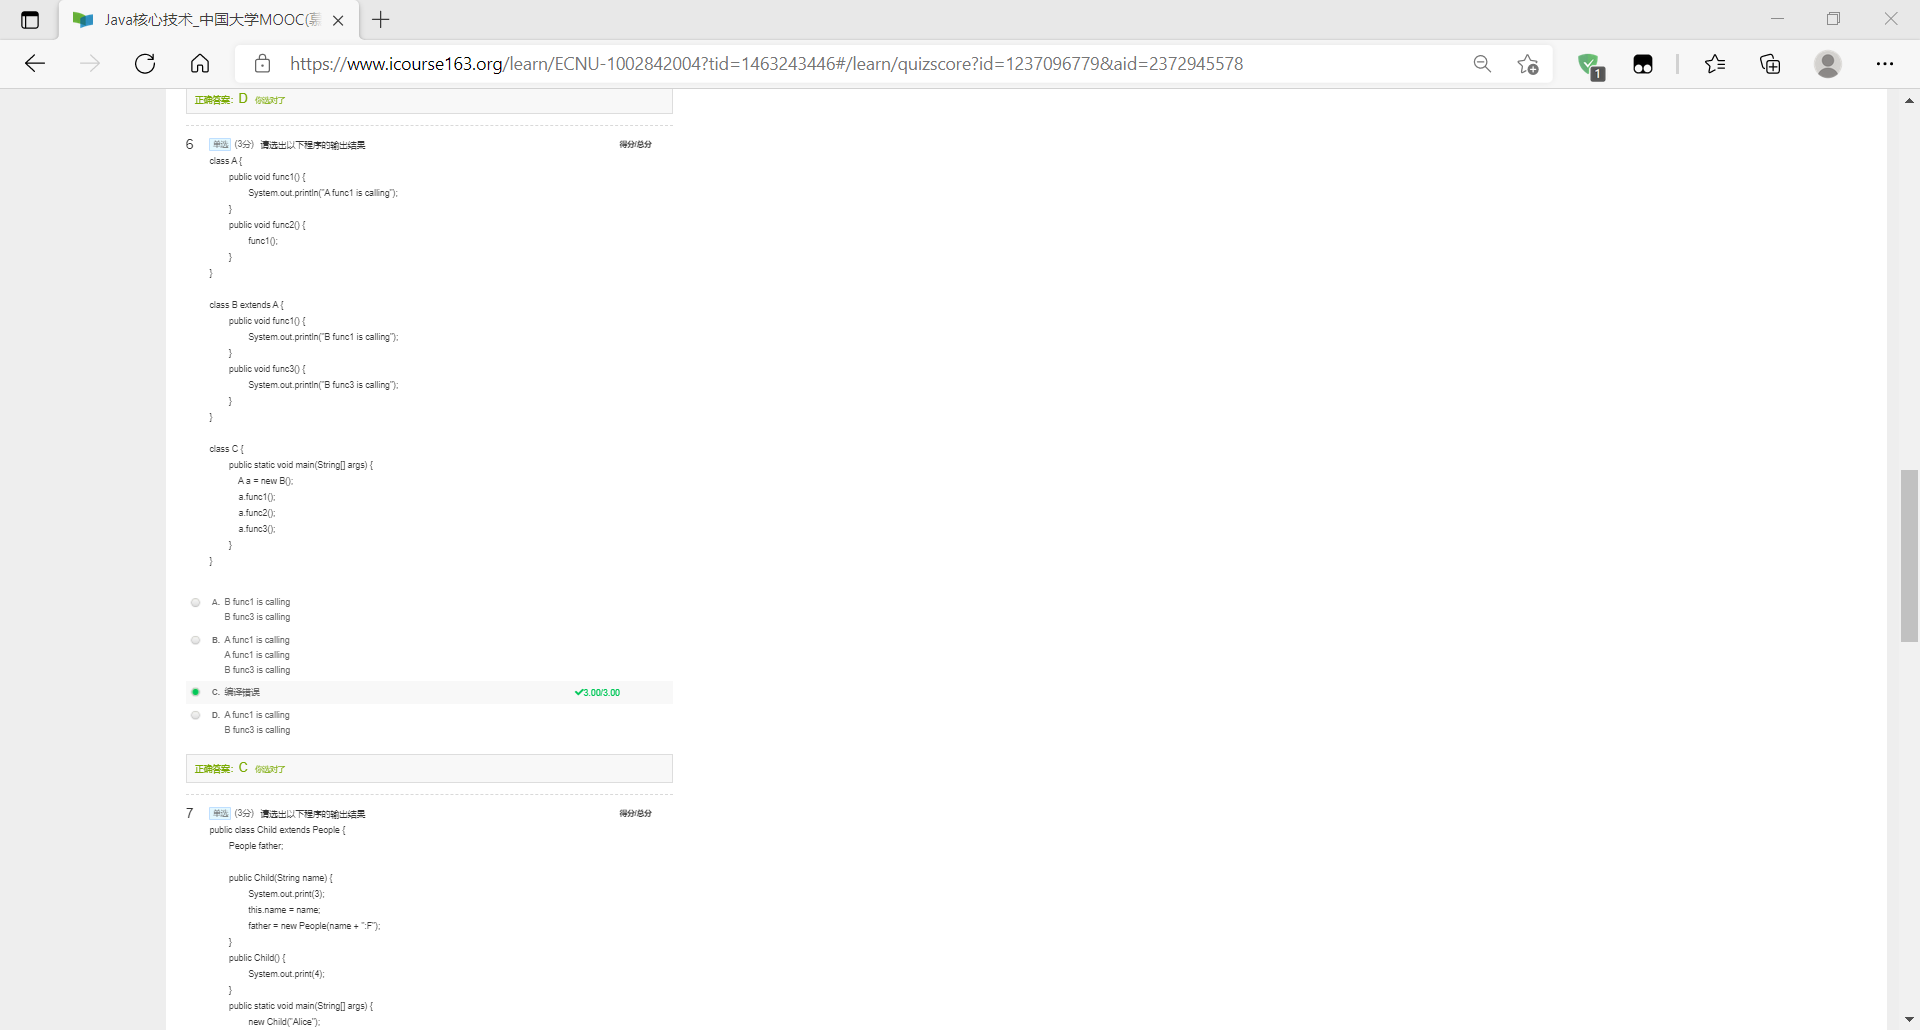 Java核心技术_中国大学MOOC(慕
https://www.icourse163.org/learn/ECNU-1002842004?tid=1463243446#/learn/quizscore?id=1237096779&aid=2372945578
1
正确答案：D 你选对了
6 单选 (3分) 请选出以下程序的输出结果 得分/总分
class A {
public void func1() {
System.out.println("A func1 is calling");
}
public void func2() {
func1();
}
}
class B extends A {
public void func1() {
System.out.println("B func1 is calling");
}
public void func3() {
System.out.println("B func3 is calling");
}
}
class C {
public static void main(String[] args) {
A a = new B();
a.func1();
a.func2();
a.func3();
}
}
A. B func1 is calling
B func3 is calling
B. A func1 is calling
A func1 is calling
B func3 is calling
C. 编译错误 3.00/3.00
D. A func1 is calling
B func3 is calling
正确答案：C 你选对了
7 单选 (3分) 请选出以下程序的输出结果 得分/总分
public class Child extends People {
People father;
public Child(String name) {
System.out.print(3);
this.name = name;
father = new People(name + ":F");
}
public Child() {
System.out.print(4);
}
public static void main(String[] args) {
new Child("Alice");